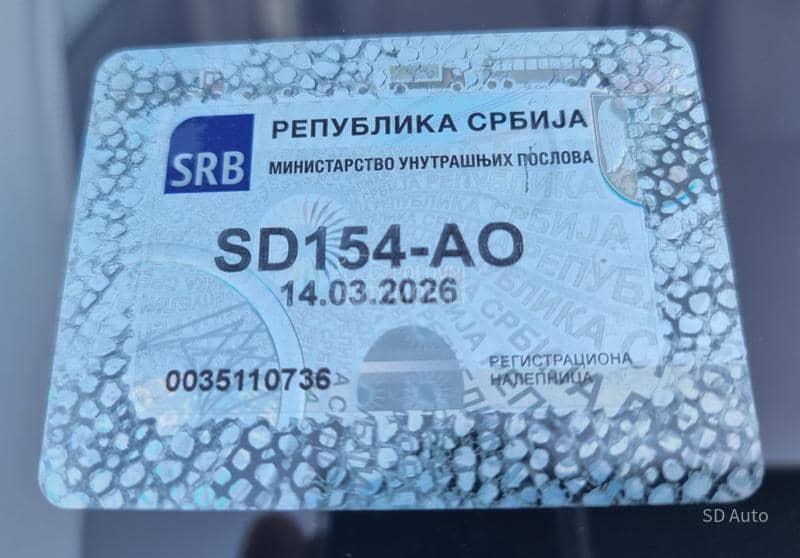 РЕПУБЛИКА СРБИЈА
SRB
МИНИСТАРСТВО УНУТРАШЊИХ ПОСЛОВА
SD154-AO
14.03.2026
0035110736
РЕГИСТРАЦИОНА
НАЛЕПНИЦА
SD Auto